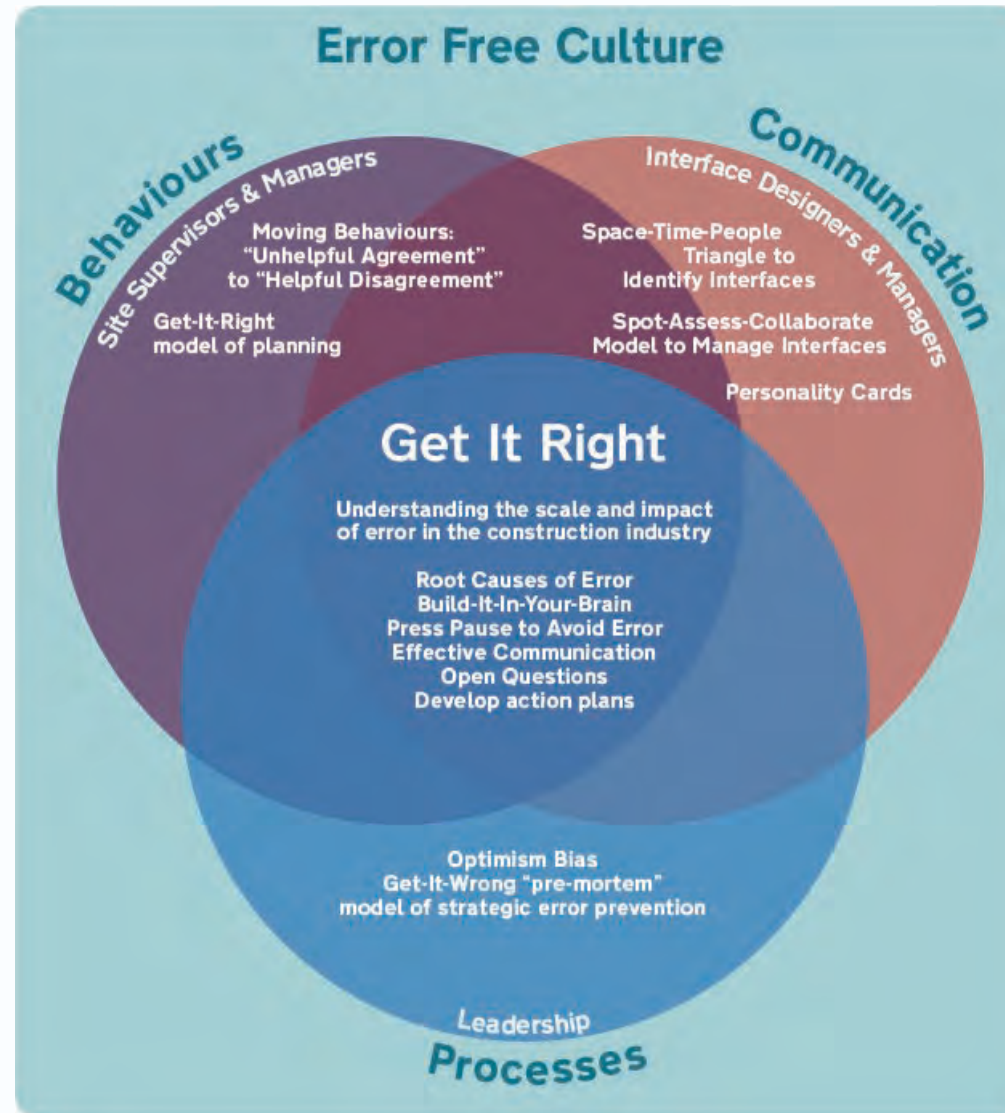 Error Free Culture
Behaviours
Communication
Site Supervisors & Managers
Interface Designers & Managers
Moving Behaviours:
“Unhelpful Agreement”
to “Helpful Disagreement”
Get-It-Right
model of planning
Space-Time-People
Triangle to
Identify Interfaces
Spot-Assess-Collaborate
Model to Manage Interfaces
Personality Cards
Get It Right
Understanding the scale and impact
of error in the construction industry
Root Causes of Error
Build-It-In-Your-Brain
Press Pause to Avoid Error
Effective Communication
Open Questions
Develop action plans
Optimism Bias
Get-It-Wrong “pre-mortem”
model of strategic error prevention
Leadership
Processes